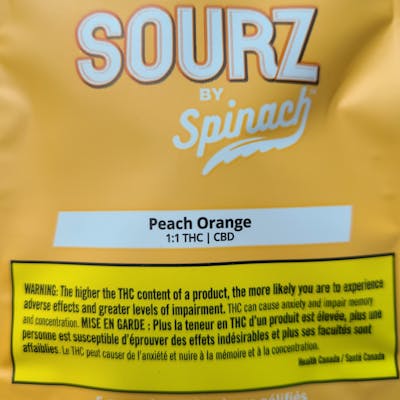 SOURZ
BY
Spinach™
Peach Orange
1:1 THC | CBD
WARNING: The higher the THC content of a product, the more likely you are to experience
adverse effects and greater levels of impairment. THC can cause anxiety and impair memory
and concentration. MISE EN GARDE : Plus la teneur en THC d'un produit est élevée, plus une
personne est susceptible d'éprouver des effets indésirables et plus ses facultés sont
affaiblies. Le THC peut causer de l'anxiété et nuire à la mémoire et à la concentration.
Health Canada / Santé Canada